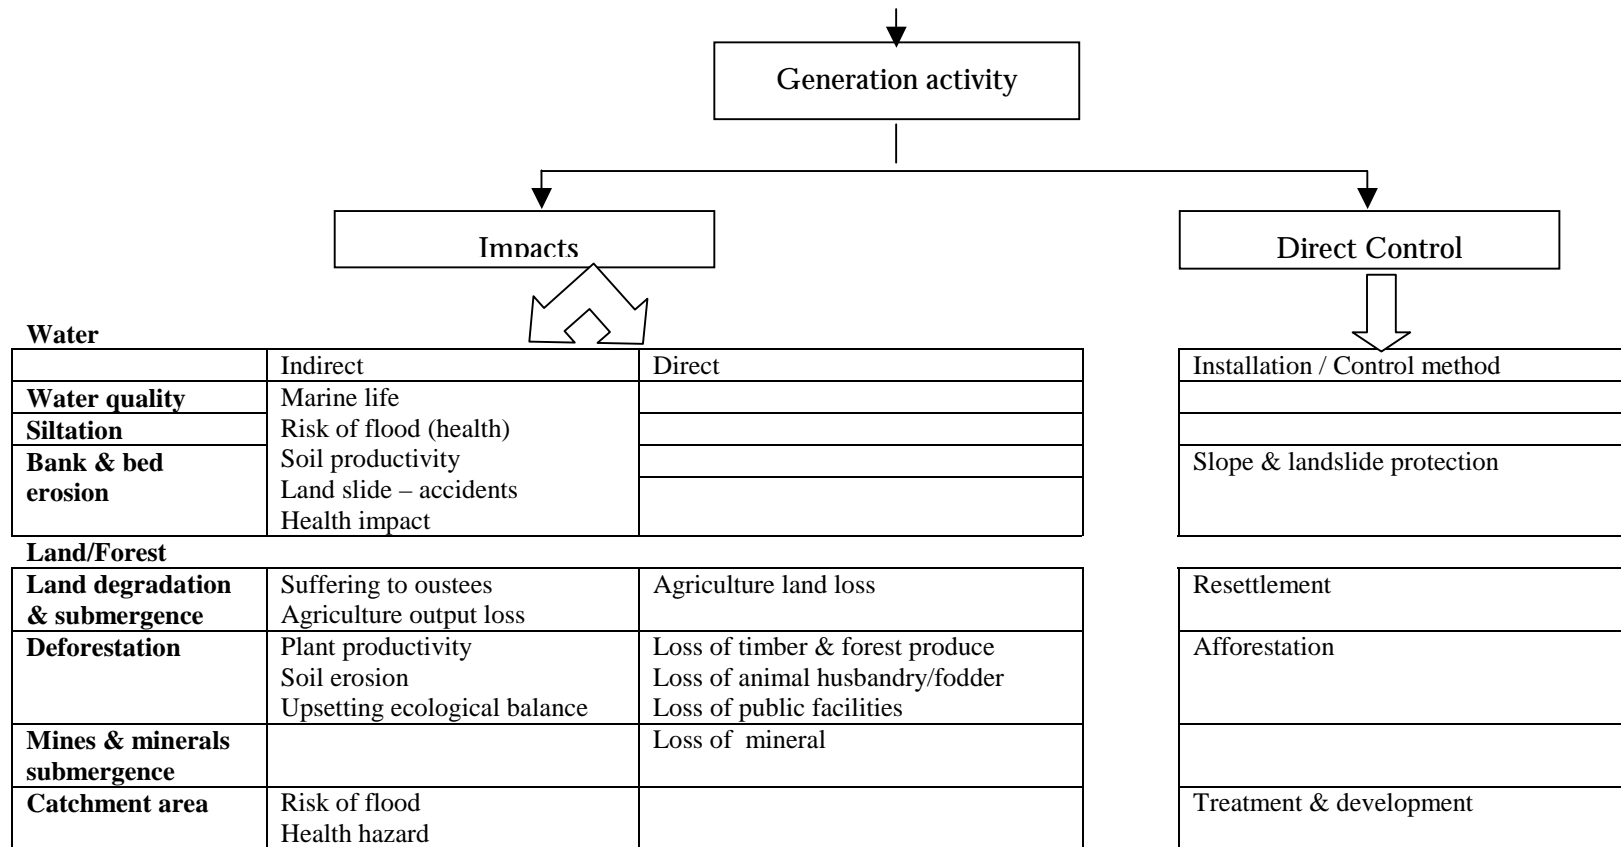 Generation activity
Impacts
Direct Control
Water
Indirect
Direct
Installation / Control method
Water quality
Marine life
Siltation
Risk of flood (health)
Bank & bed
Soil productivity
Slope & landslide protection
erosion
Land slide – accidents
Health impact
Land/Forest
Land degradation
Suffering to oustees
Agriculture land loss
Resettlement
& submergence
Agriculture output loss
Deforestation
Plant productivity
Loss of timber & forest produce
Afforestation
Soil erosion
Loss of animal husbandry/fodder
Upsetting ecological balance
Loss of public facilities
Mines & minerals
Loss of mineral
submergence
Catchment area
Risk of flood
Treatment & development
Health hazard